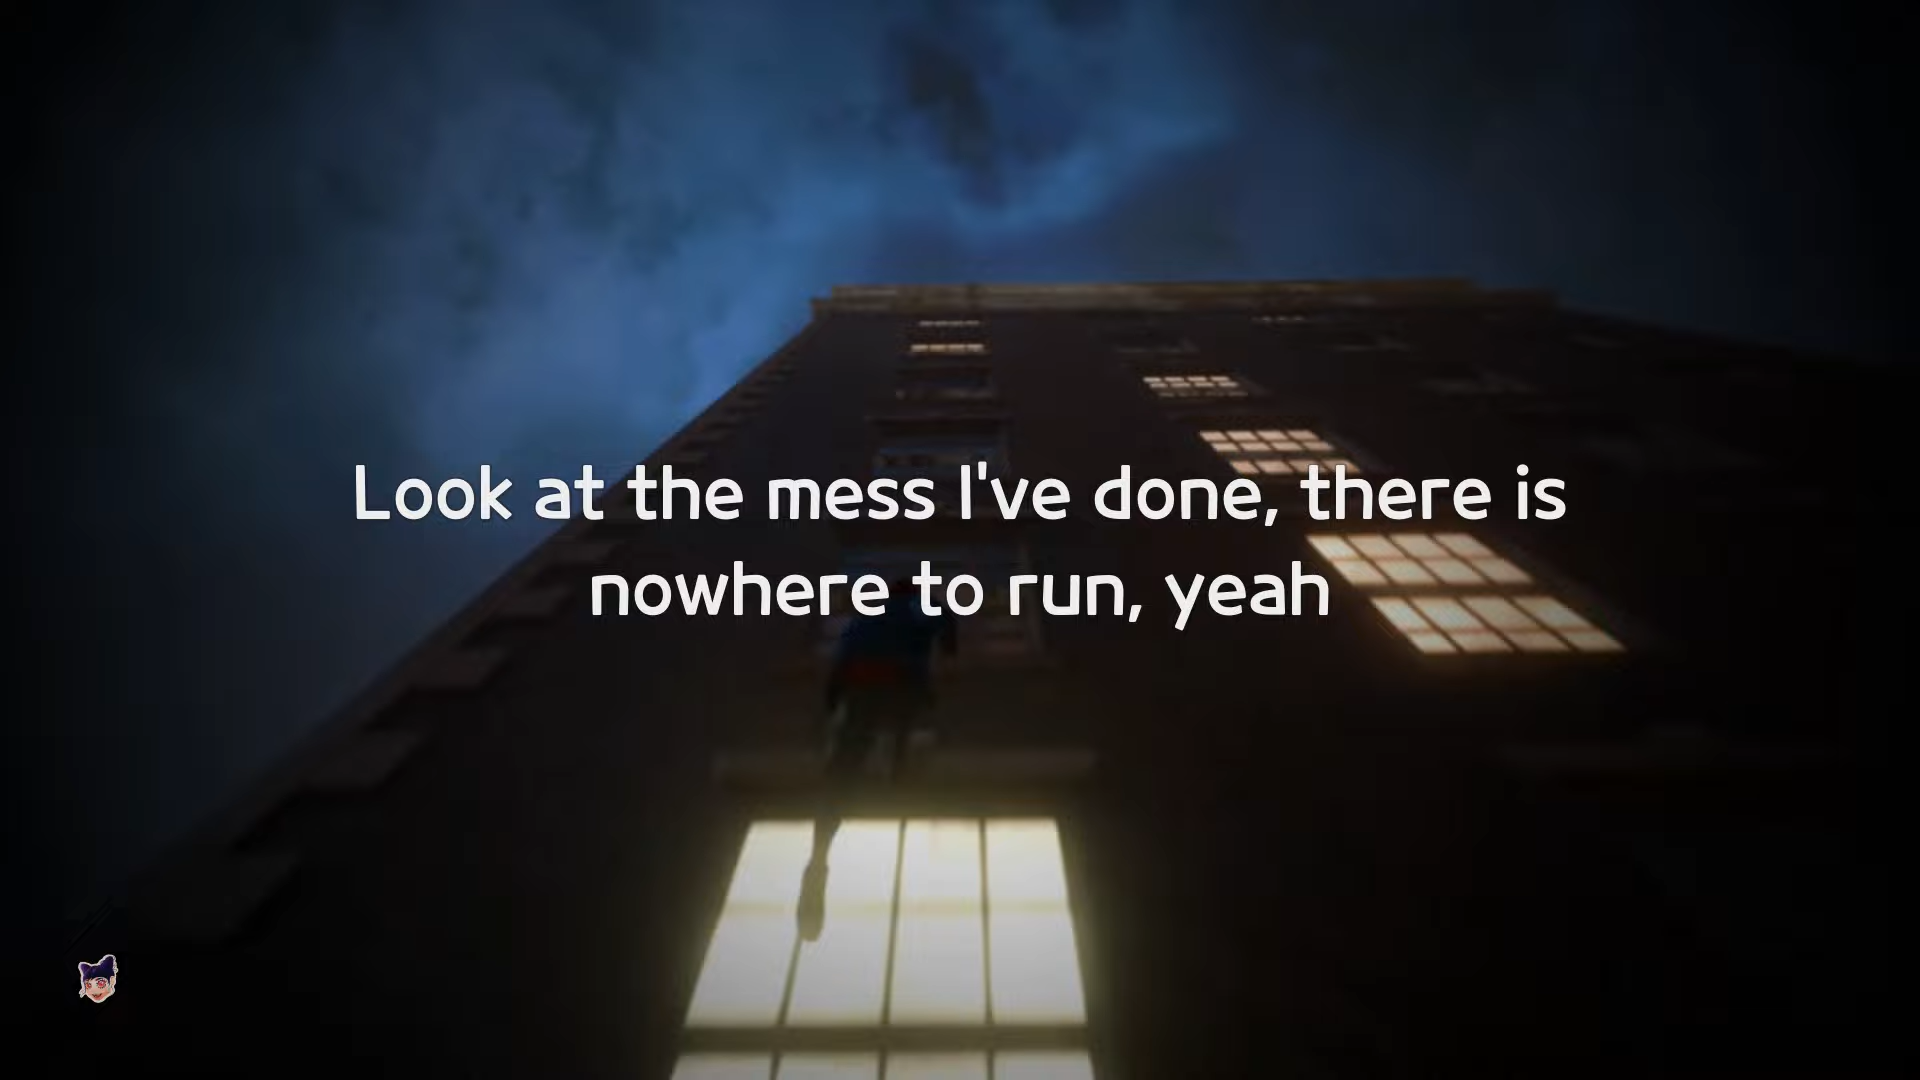 Look at the mess I've done, there is
nowhere to run, yeah